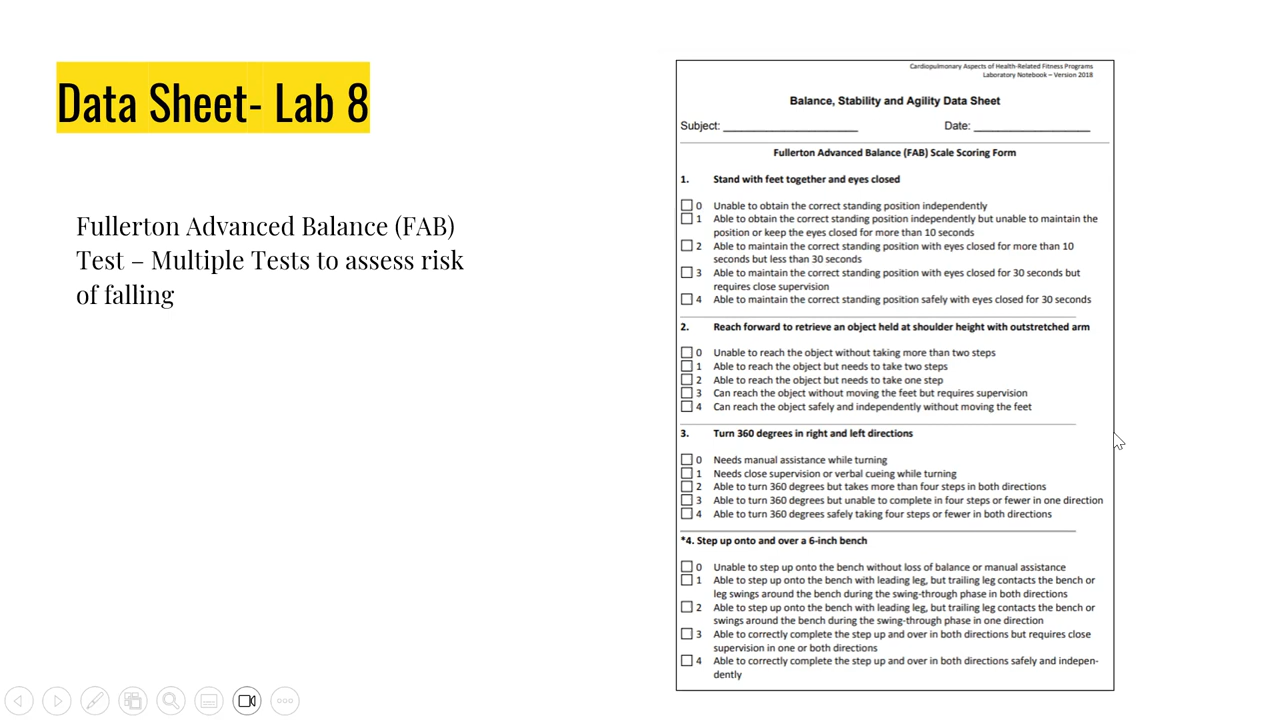 Data Sheet- Lab 8
Fullerton Advanced Balance (FAB)
Test – Multiple Tests to assess risk
of falling
Cardiopulmonary Aspects of Health-Related Fitness Programs
Laboratory Notebook – Version 2018
Balance, Stability and Agility Data Sheet
Subject: ______________________ Date: ___________________
Fullerton Advanced Balance (FAB) Scale Scoring Form
1. Stand with feet together and eyes closed
0 Unable to obtain the correct standing position independently
1 Able to obtain the correct standing position independently but unable to maintain the
position or keep the eyes closed for more than 10 seconds
2 Able to maintain the correct standing position with eyes closed for more than 10
seconds but less than 30 seconds
3 Able to maintain the correct standing position with eyes closed for 30 seconds but
requires close supervision
4 Able to maintain the correct standing position safely with eyes closed for 30 seconds
2. Reach forward to retrieve an object held at shoulder height with outstretched arm
0 Unable to reach the object without taking more than two steps
1 Able to reach the object but needs to take two steps
2 Able to reach the object but needs to take one step
3 Can reach the object without moving the feet but requires supervision
4 Can reach the object safely and independently without moving the feet
3. Turn 360 degrees in right and left directions
0 Needs manual assistance while turning
1 Needs close supervision or verbal cueing while turning
2 Able to turn 360 degrees but takes more than four steps in both directions
3 Able to turn 360 degrees but unable to complete in four steps or fewer in one direction
4 Able to turn 360 degrees safely taking four steps or fewer in both directions
*4. Step up onto and over a 6-inch bench
0 Unable to step up onto the bench without loss of balance or manual assistance
1 Able to step up onto the bench with leading leg, but trailing leg contacts the bench or
leg swings around the bench during the swing-through phase in both directions
2 Able to step up onto the bench with leading leg, but trailing leg contacts the bench or
swings around the bench during the swing-through phase in one direction
3 Able to correctly complete the step up and over in both directions but requires close
supervision in one or both directions
4 Able to correctly complete the step up and over in both directions safely and indepen-
dently